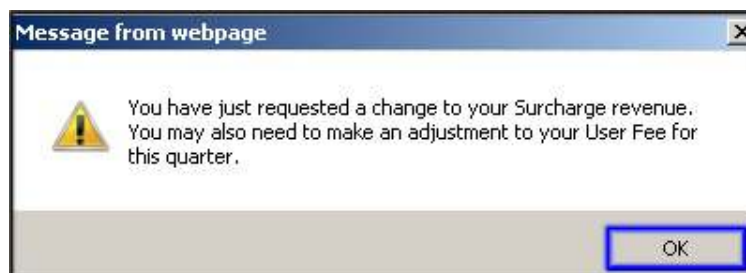 Message from webpage
You have just requested a change to your Surcharge revenue.
You may also need to make an adjustment to your User Fee for
this quarter.
OK